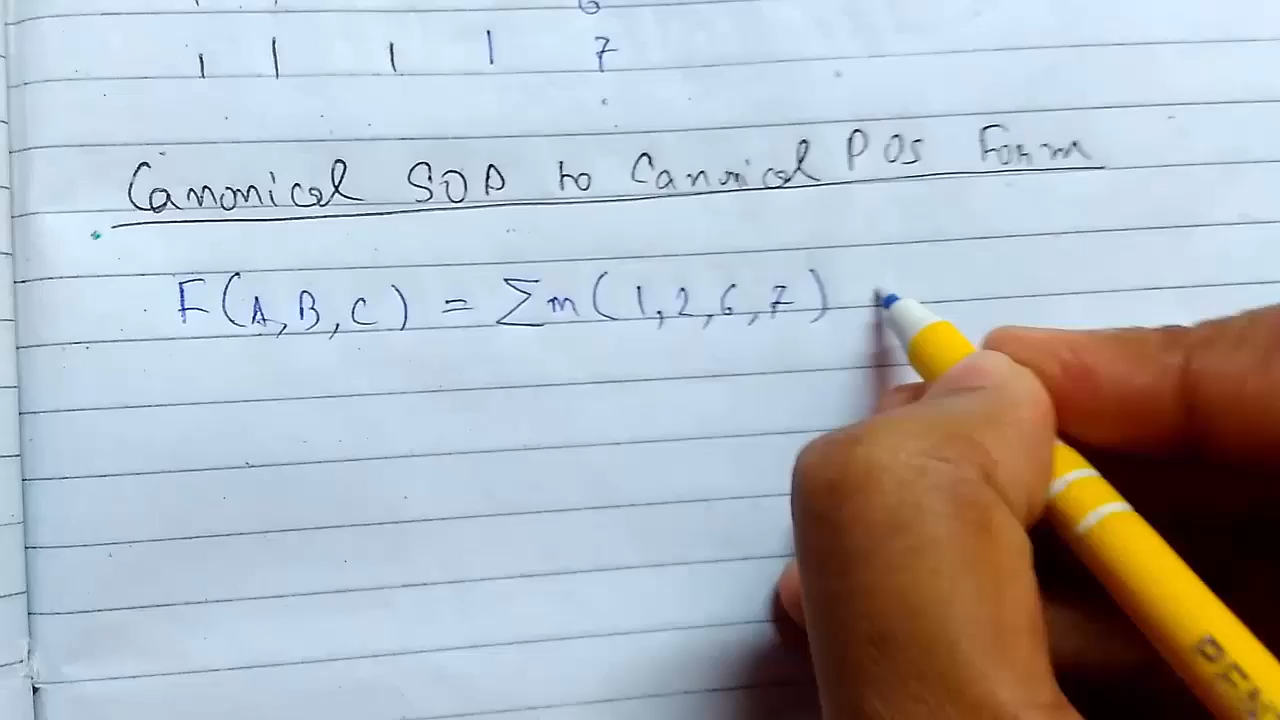 1 1 1 1 7
Canonical SOP to Canonical POS Form
F(A,B,C) = Σm(1,2,6,7)